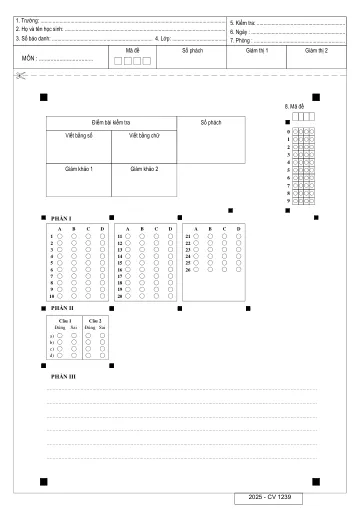 1. Trường: ................................................
5. Kiểm tra: ................................
2. Họ và tên học sinh: ................................
6. Ngày : ................................
3. Số báo danh: ................................ 4. Lớp: ................
7. Phòng : ................................
MÔN : ................................
Mã đề
Số phách
Giám thị 1
Giám thị 2
8. Mã đề
Điểm bài kiểm tra
Số phách
Viết bằng số
Viết bằng chữ
Giám khảo 1
Giám khảo 2
0
1
2
3
4
5
6
7
8
9
PHẦN I
A B C D
1
2
3
4
5
6
7
8
9
10
A B C D
11
12
13
14
15
16
17
18
19
20
A B C D
21
22
23
24
25
26
PHẦN II
Câu 1
Câu 2
Đúng Sai
Đúng Sai
a)
b)
c)
d)
PHẦN III
2025 - CV 1239